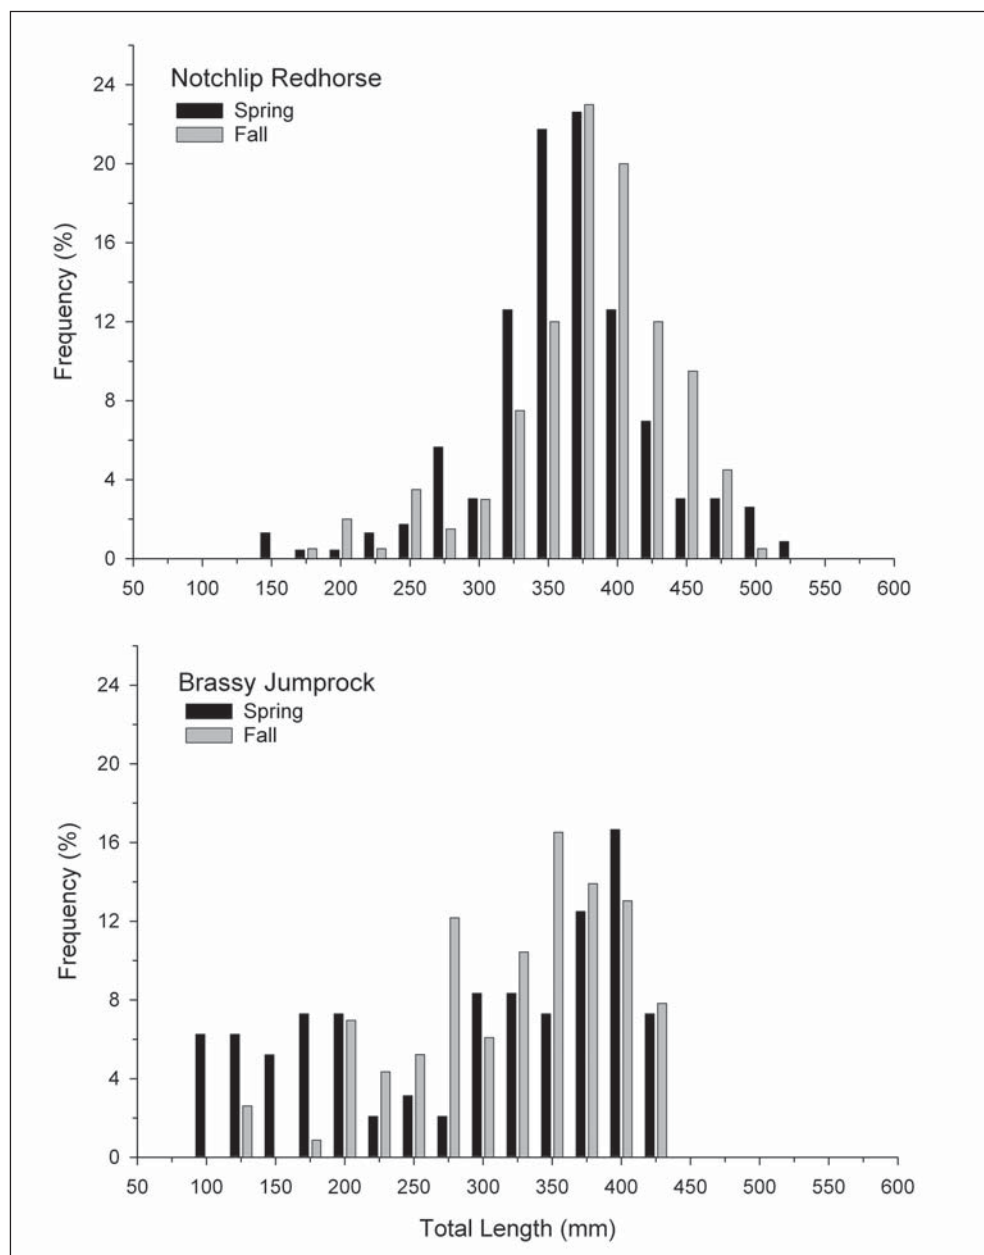 Notchlip Redhorse
Spring
Fall
Frequency (%)
24
20
16
12
8
4
0
50 100 150 200 250 300 350 400 450 500 550 600
Brassy Jumprock
Spring
Fall
Frequency (%)
24
20
16
12
8
4
0
50 100 150 200 250 300 350 400 450 500 550 600
Total Length (mm)